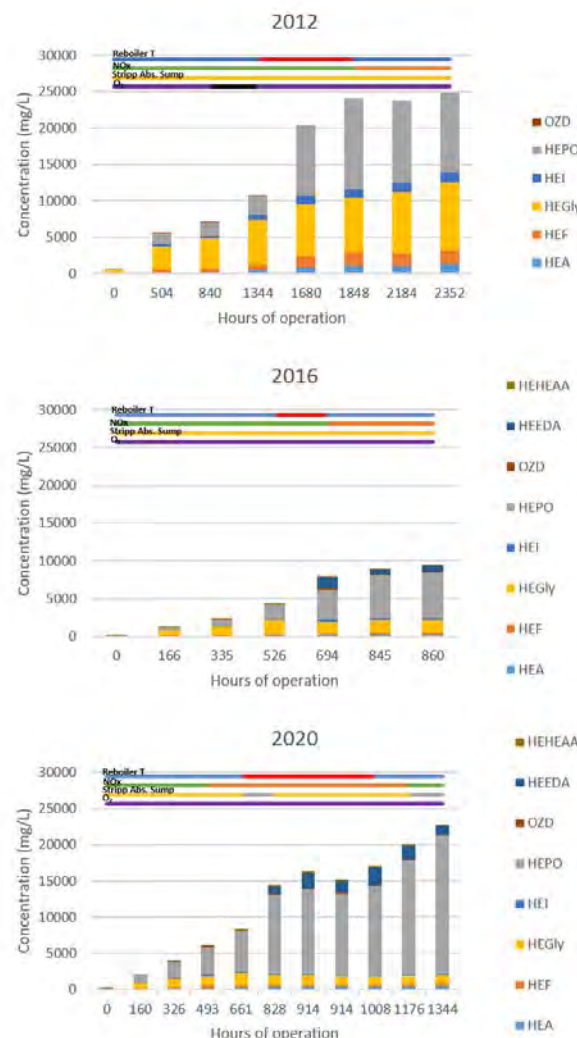 2012
Concentration (mg/L)
30000
25000
20000
15000
10000
5000
0
Reboiler T
NOx
Stripp Abs. Sump
O₂
0 504 840 1344 1680 1848 2184 2352
Hours of operation
OZD
HEPO
HEI
HEGly
HEF
HEA
2016
Concentration (mg/L)
30000
25000
20000
15000
10000
5000
0
Reboiler T
NOx
Stripp Abs. Sump
0 166 335 526 694 845 860
Hours of operation
HEHEAA
HEEDA
OZD
HEPO
HEI
HEGly
HEF
HEA
2020
Concentration (mg/L)
30000
25000
20000
15000
10000
5000
0
Reboiler T
NOx
Stripp Abs. Sump
O₂
0 160 326 493 661 828 914 914 1008 1176 1344
Hours of operation
HEHEAA
HEEDA
OZD
HEPO
HEI
HEGly
HEF
HEA